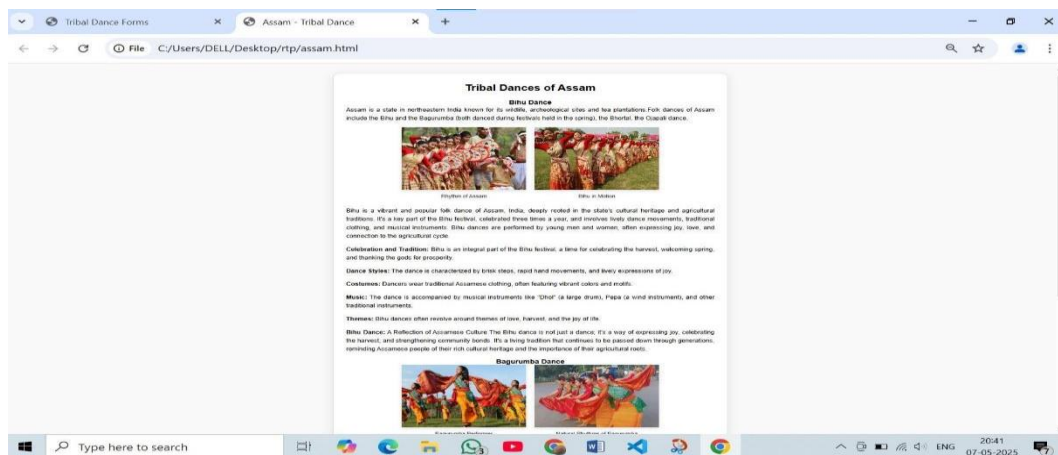 Tribal Dance Forms
Assam - Tribal Dance
File C:/Users/DELL/Desktop/rtp/assam.html
Tribal Dances of Assam
Bihu Dance
Assam is a state in northeastern India known for its wildlife, archeological sites and tea plantations.Folk dances of Assam
include the Bihu and the Bagurumba (both danced during festivals held in the spring), the Bhortal, the Ojapali dance.
Rhythm of Assam
Bihu in Motion
Bihu is a vibrant and popular folk dance of Assam, India, deeply rooted in the state's cultural heritage and agricultural
traditions. It's a key part of the Bihu festival, celebrated three times a year, and involves lively dance movements, traditional
clothing, and musical instruments. Bihu dances are performed by young men and women, often expressing joy, love, and
connection to the agricultural cycle.
Celebration and Tradition: Bihu is an integral part of the Bihu festival, a time for celebrating the harvest, welcoming spring,
and thanking the gods for prosperity.
Dance Styles: The dance is characterized by brisk steps, rapid hand movements, and lively expressions of joy.
Costumes: Dancers wear traditional Assamese clothing, often featuring vibrant colors and motifs.
Music: The dance is accompanied by musical instruments like "Dhol" (a large drum), Pepa (a wind instrument), and other
traditional instruments.
Themes: Bihu dances often revolve around themes of love, harvest, and the joy of life.
Bihu Dance: A Reflection of Assamese Culture The Bihu dance is not just a dance; it's a way of expressing joy, celebrating
the harvest, and strengthening community bonds. It's a living tradition that continues to be passed down through generations,
reminding Assamese people of their rich cultural heritage and the importance of their agricultural roots.
Bagurumba Dance
Type here to search
ENG
20:41
07-05-2025